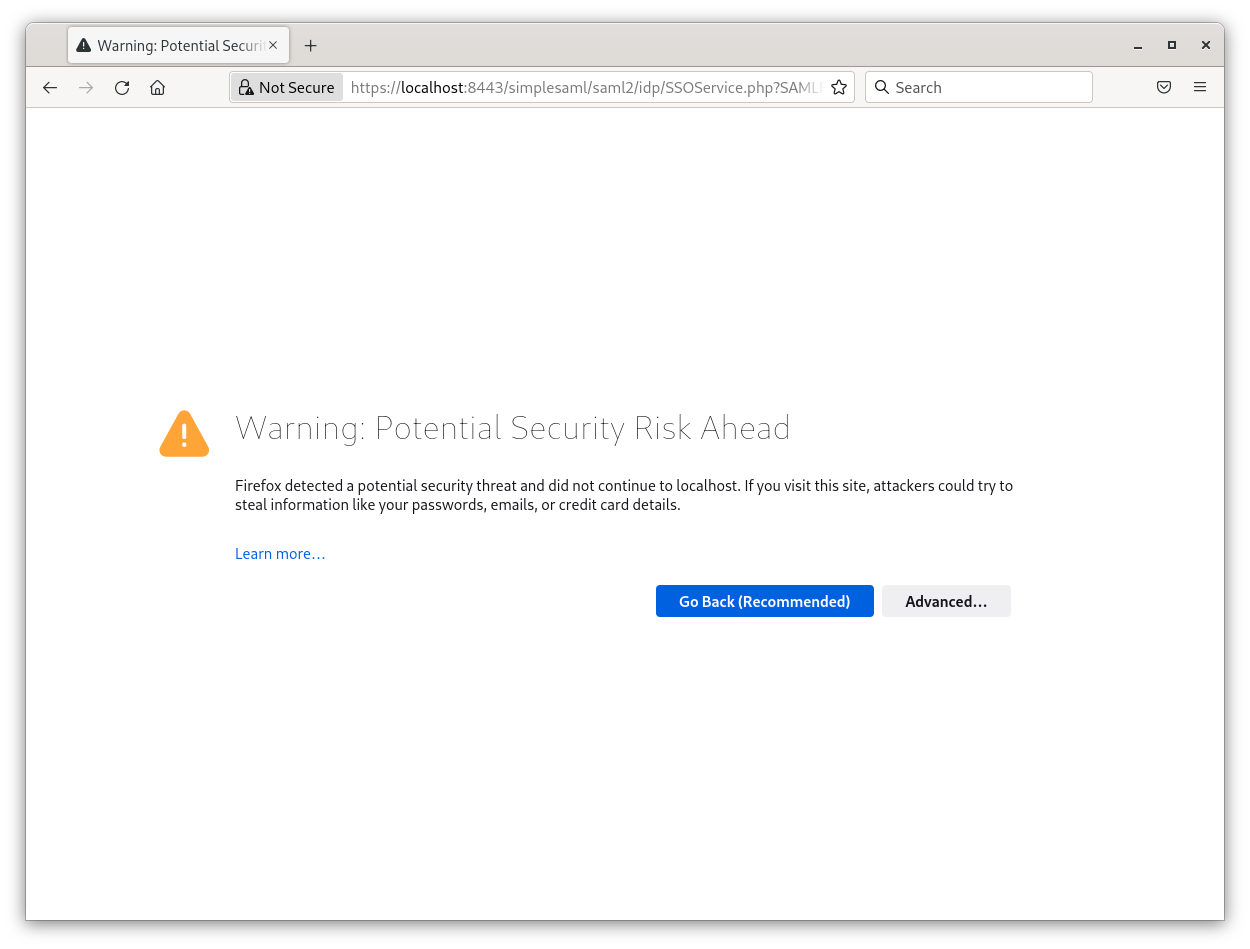 Warning: Potential Securi
Not Secure https://localhost:8443/simplesaml/saml2/idp/SSOService.php?SAML Search
Warning: Potential Security Risk Ahead
Firefox detected a potential security threat and did not continue to localhost. If you visit this site, attackers could try to
steal information like your passwords, emails, or credit card details.
Learn more…
Go Back (Recommended) Advanced…